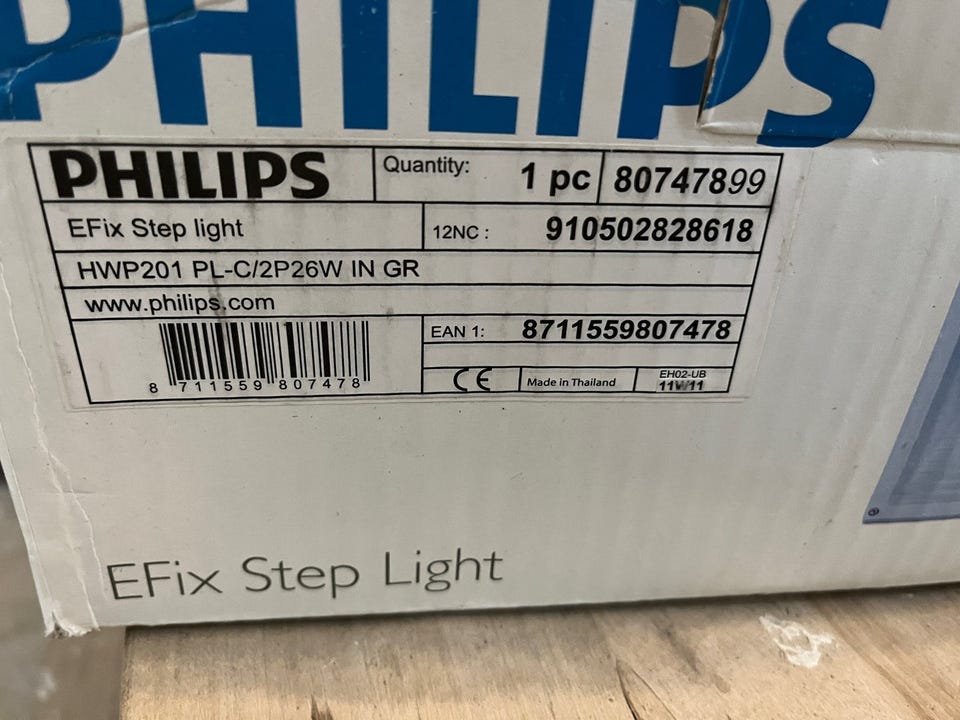 PHILIPS
PHILIPS
Quantity: 1 pc 80747899
EFix Step light
12NC : 910502828618
HWP201 PL-C/2P26W IN GR
www.philips.com
EAN 1: 8711559807478
8 711559 807478
CE
Made in Thailand
EH02-UB
11W11
EFix Step Light